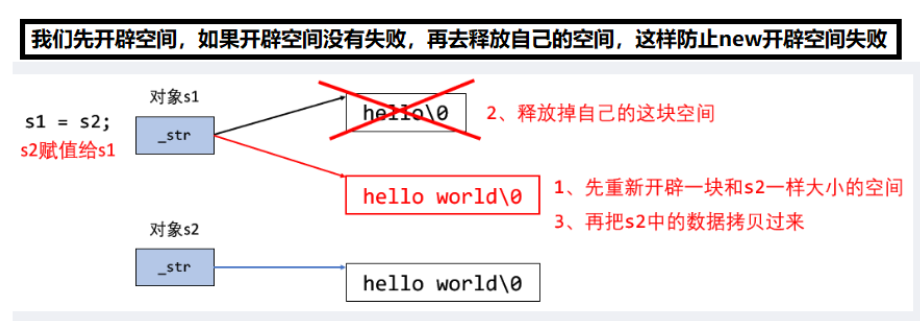 我们先开辟空间，如果开辟空间没有失败，再去释放自己的空间，这样防止new开辟空间失败
对象s1
s1 = s2;
s2赋值给s1
_str
hello\0
2、释放掉自己的这块空间
hello world\0
1、先重新开辟一块和s2一样大小的空间
3、再把s2中的数据拷贝过来
对象s2
_str
hello world\0